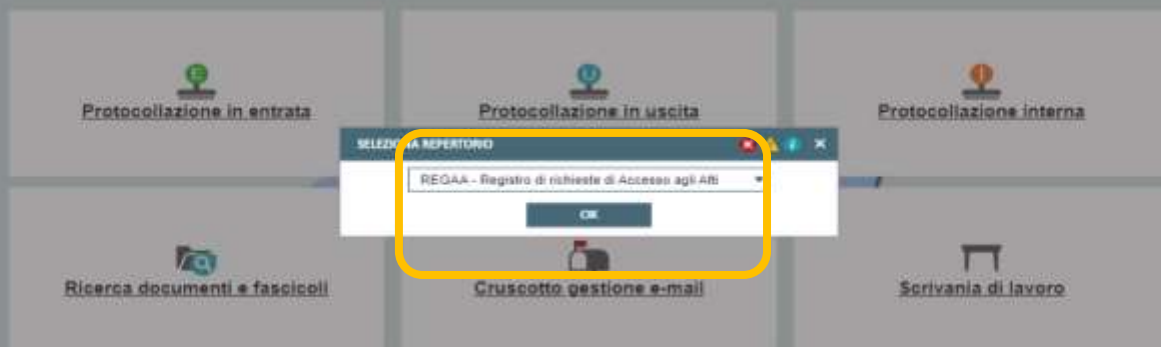 E
U
I
Protocollazione in entrata
Protocollazione in uscita
Protocollazione interna
SELEZIONA REPERTORIO
REGAA - Registro di richieste di Accesso agli Atti
OK
Ricerca documenti e fascicoli
Cruscotto gestione e-mail
Scrivania di lavoro